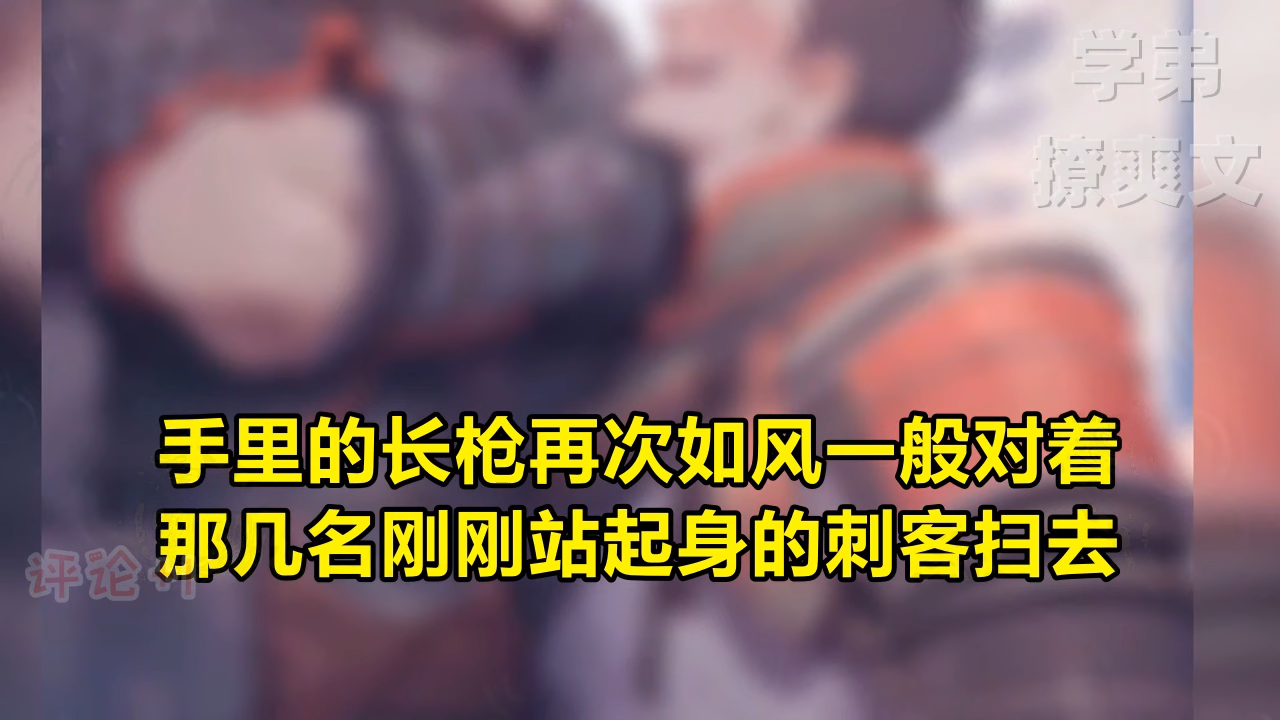 学弟
撩爽文
手里的长枪再次如风一般对着
那几名刚刚站起身的刺客扫去
评论